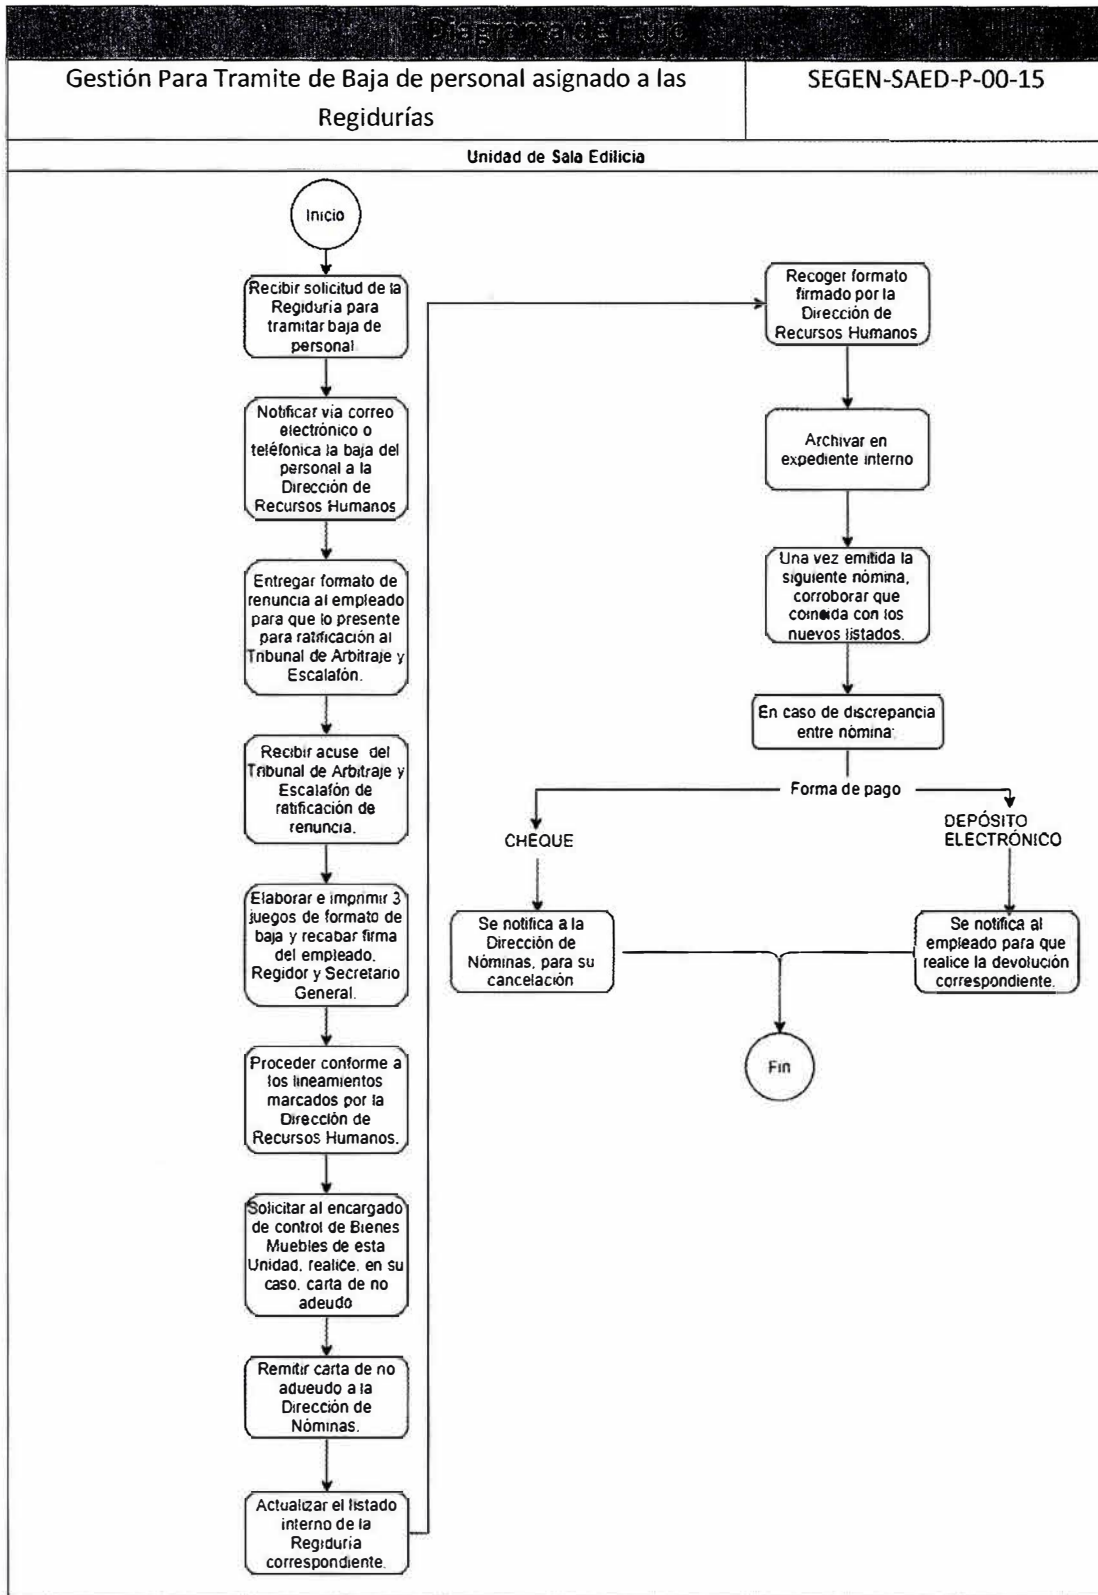 Diagrama de Flujo
Gestión Para Tramite de Baja de personal asignado a las
Regidurías
SEGEN-SAED-P-00-15
Unidad de Sala Edilicia
Inicio
Recibir solicitud de la
Regiduría para
tramitar baja de
personal
Notificar vía correo
electrónico o
teléfonica la baja del
personal a la
Dirección de
Recursos Humanos
Entregar formato de
renuncia al empleado
para que lo presente
para ratificación al
Tribunal de Arbitraje y
Escalafón.
Recibir acuse del
Tribunal de Arbitraje y
Escalafón de
ratificación de
renuncia.
Elaborar e imprimir 3
juegos de formato de
baja y recabar firma
del empleado,
Regidor y Secretario
General.
Proceder conforme a
los lineamientos
marcados por la
Dirección de
Recursos Humanos.
Solicitar al encargado
de control de Bienes
Muebles de esta
Unidad, realice, en su
caso, carta de no
adeudo
Remitir carta de no
adueudo a la
Dirección de
Nóminas.
Actualizar el listado
interno de la
Regiduría
correspondiente.
Recoger formato
firmado por la
Dirección de
Recursos Humanos
Archivar en
expediente interno
Una vez emitida la
siguiente nómina,
corroborar que
coincida con los
nuevos listados.
En caso de discrepancia
entre nómina:
Forma de pago
CHEQUE
DEPÓSITO
ELECTRÓNICO
Se notifica a la
Dirección de
Nóminas, para su
cancelación
Se notifica al
empleado para que
realice la devolución
correspondiente.
Fin